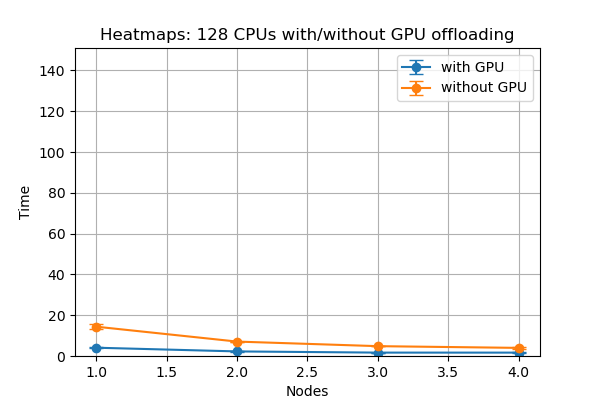 Heatmaps: 128 CPUs with/without GPU offloading
with GPU
without GPU
140
120
100
80
60
40
20
0
Time
1.0 1.5 2.0 2.5 3.0 3.5 4.0
Nodes